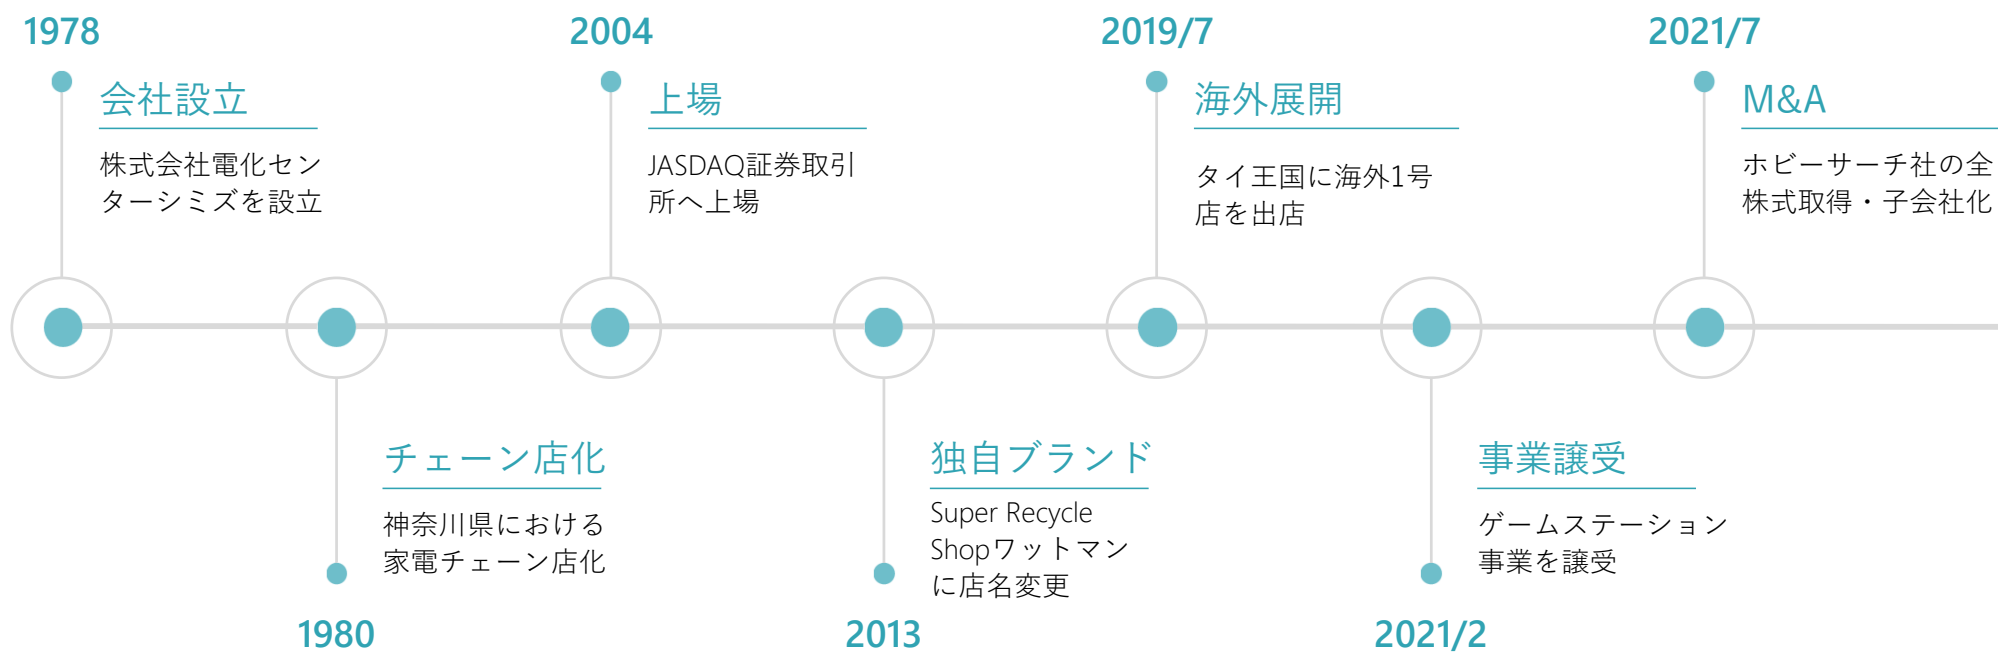 1978
会社設立
株式会社電化セン
ターシミズを設立
1980
チェーン店化
神奈川県における
家電チェーン店化
2004
上場
JASDAQ証券取引
所へ上場
2013
独自ブランド
Super Recycle
Shopワットマン
に店名変更
2019/7
海外展開
タイ王国に海外1号
店を出店
2021/2
事業譲受
ゲームステーション
事業を譲受
2021/7
M&A
ホビーサーチ社の全
株式取得・子会社化